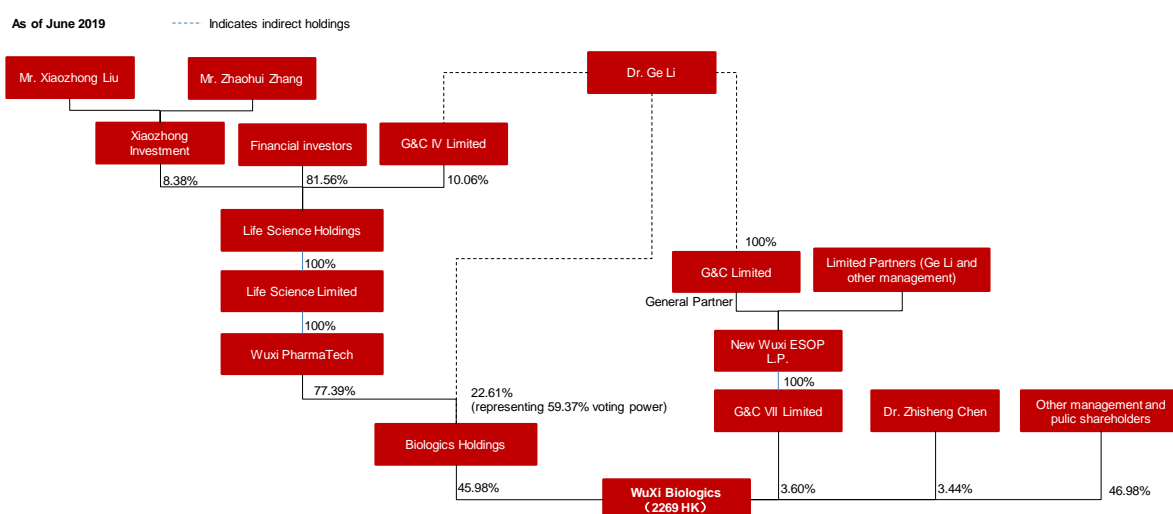 As of June 2019
Indicates indirect holdings
Mr. Xiaozhong Liu
Mr. Zhaohui Zhang
Dr. Ge Li
Xiaozhong
Investment
Financial investors
G&C IV Limited
8.38%
81.56%
10.06%
Life Science Holdings
100%
Life Science Limited
100%
Wuxi PharmaTech
77.39%
22.61%
(representing 59.37% voting power)
Biologics Holdings
45.98%
100%
G&C Limited
Limited Partners (Ge Li and
other management)
General Partner
New Wuxi ESOP
L.P.
100%
G&C VII Limited
Dr. Zhisheng Chen
Other management and
pulic shareholders
WuXi Biologics
（2269 HK）
3.60%
3.44%
46.98%